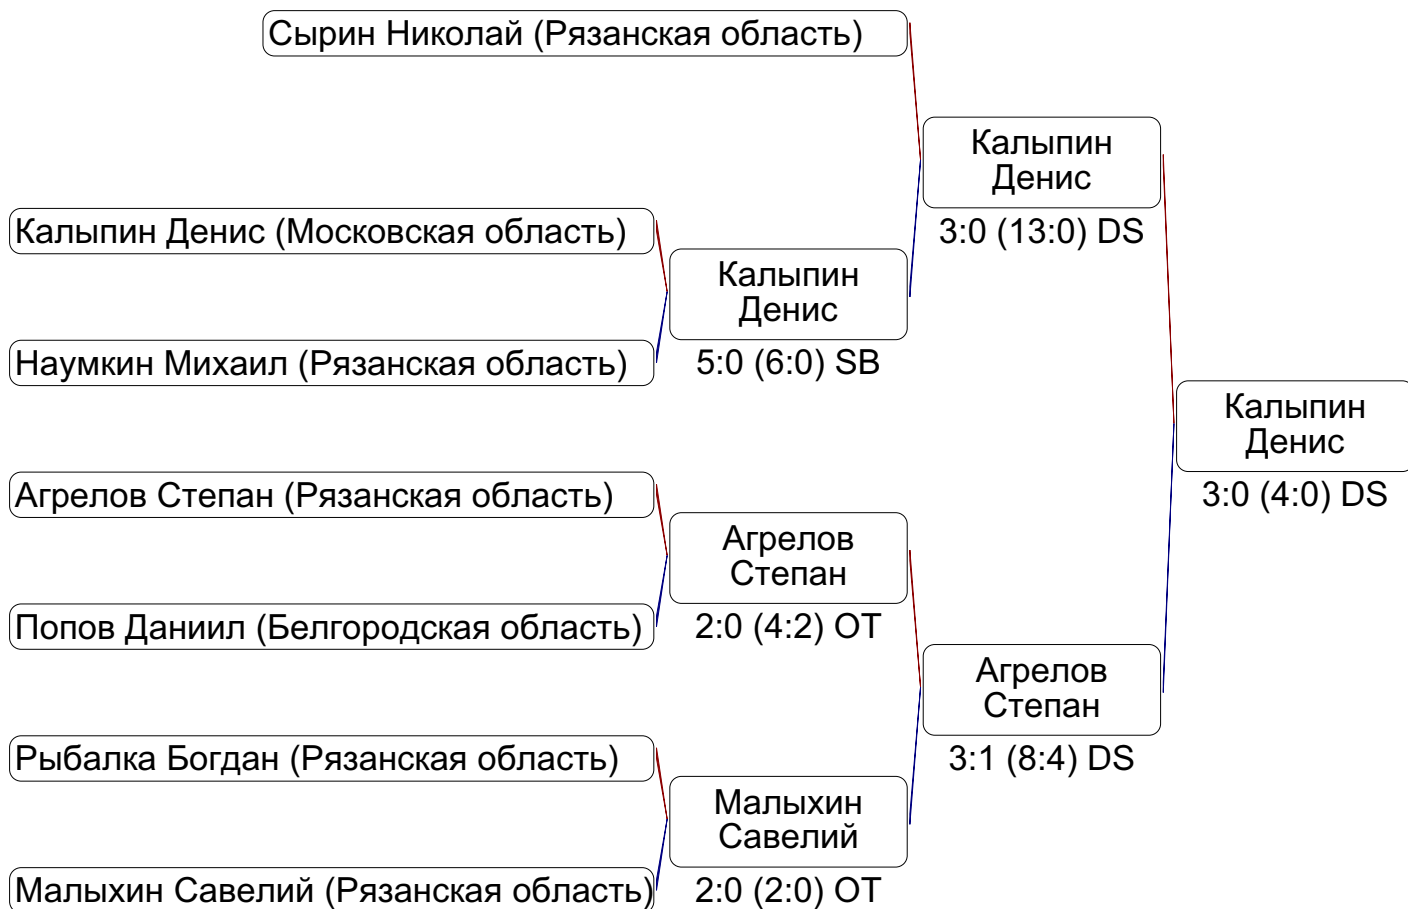 Сырин Николай (Рязанская область)
Калыпин
Денис
3:0 (13:0) DS
Калыпин Денис (Московская область)
Калыпин
Денис
5:0 (6:0) SB
Наумкин Михаил (Рязанская область)
Калыпин
Денис
3:0 (4:0) DS
Агрелов Степан (Рязанская область)
Агрелов
Степан
2:0 (4:2) OT
Попов Даниил (Белгородская область)
Агрелов
Степан
3:1 (8:4) DS
Рыбалка Богдан (Рязанская область)
Малыхин
Савелий
2:0 (2:0) OT
Малыхин Савелий (Рязанская область)